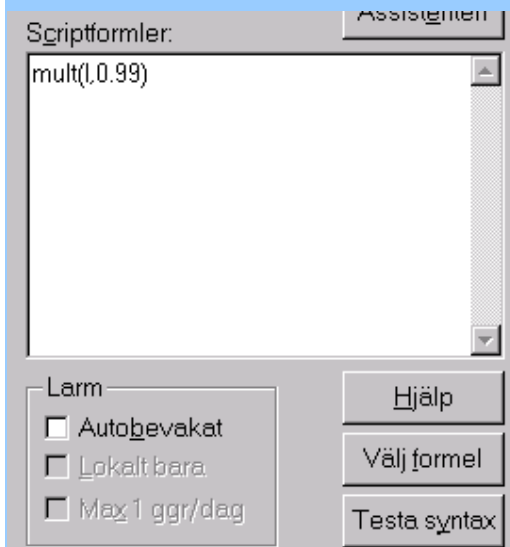 Assistenten
Scriptformler:
mult(l,0.99)
Larm
Autobevakat
Lokalt bara
Max 1 ggr/dag
Hjälp
Välj formel
Testa syntax